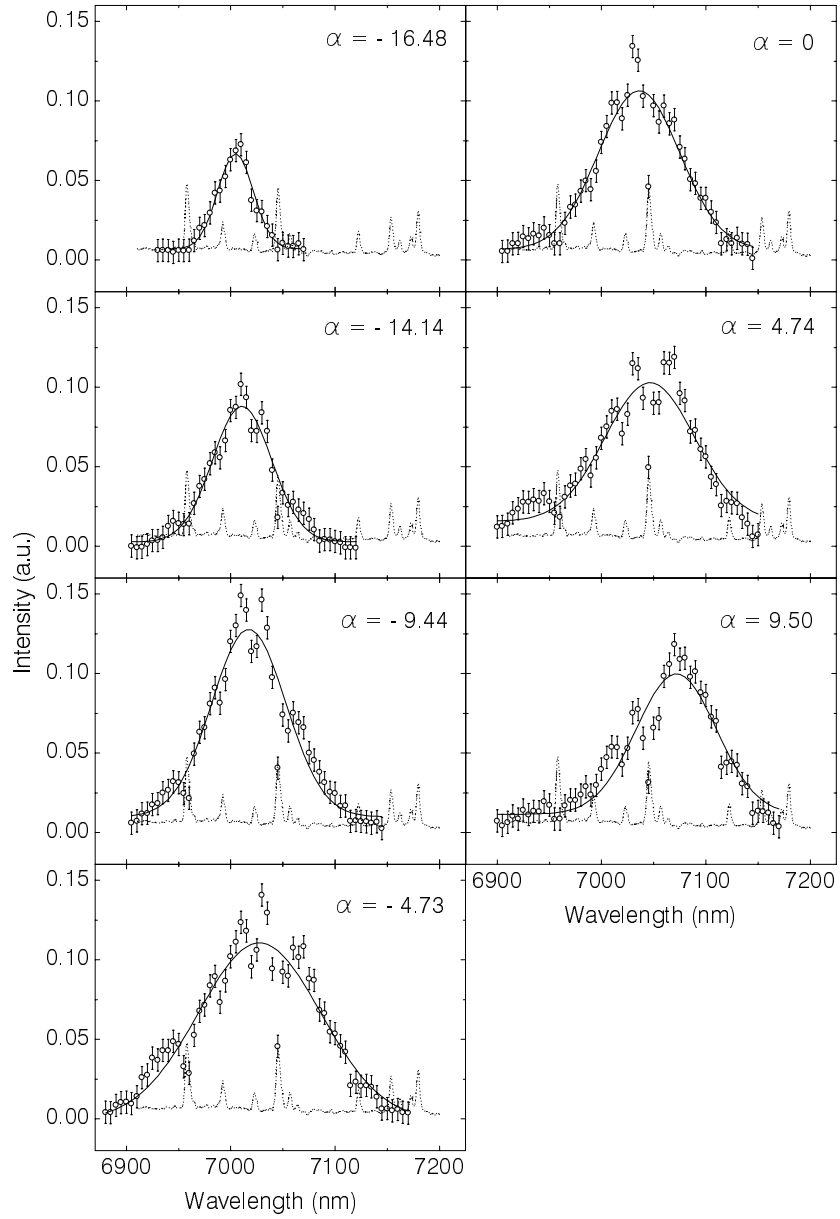 0.15
0.10
0.05
0.00
α = - 16.48
α = 0
0.15
0.10
0.05
0.00
α = - 14.14
α = 4.74
Intensity (a.u.)
0.15
0.10
0.05
0.00
α = - 9.44
α = 9.50
6900 7000 7100 7200
Wavelength (nm)
0.15
0.10
0.05
0.00
α = - 4.73
6900 7000 7100 7200
Wavelength (nm)